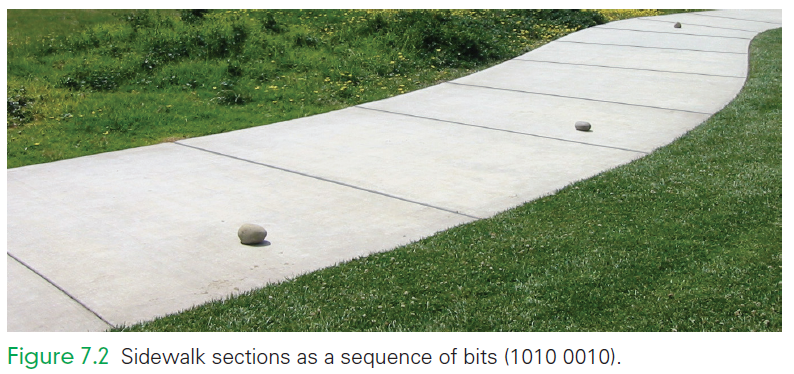 Figure 7.2 Sidewalk sections as a sequence of bits (1010 0010).